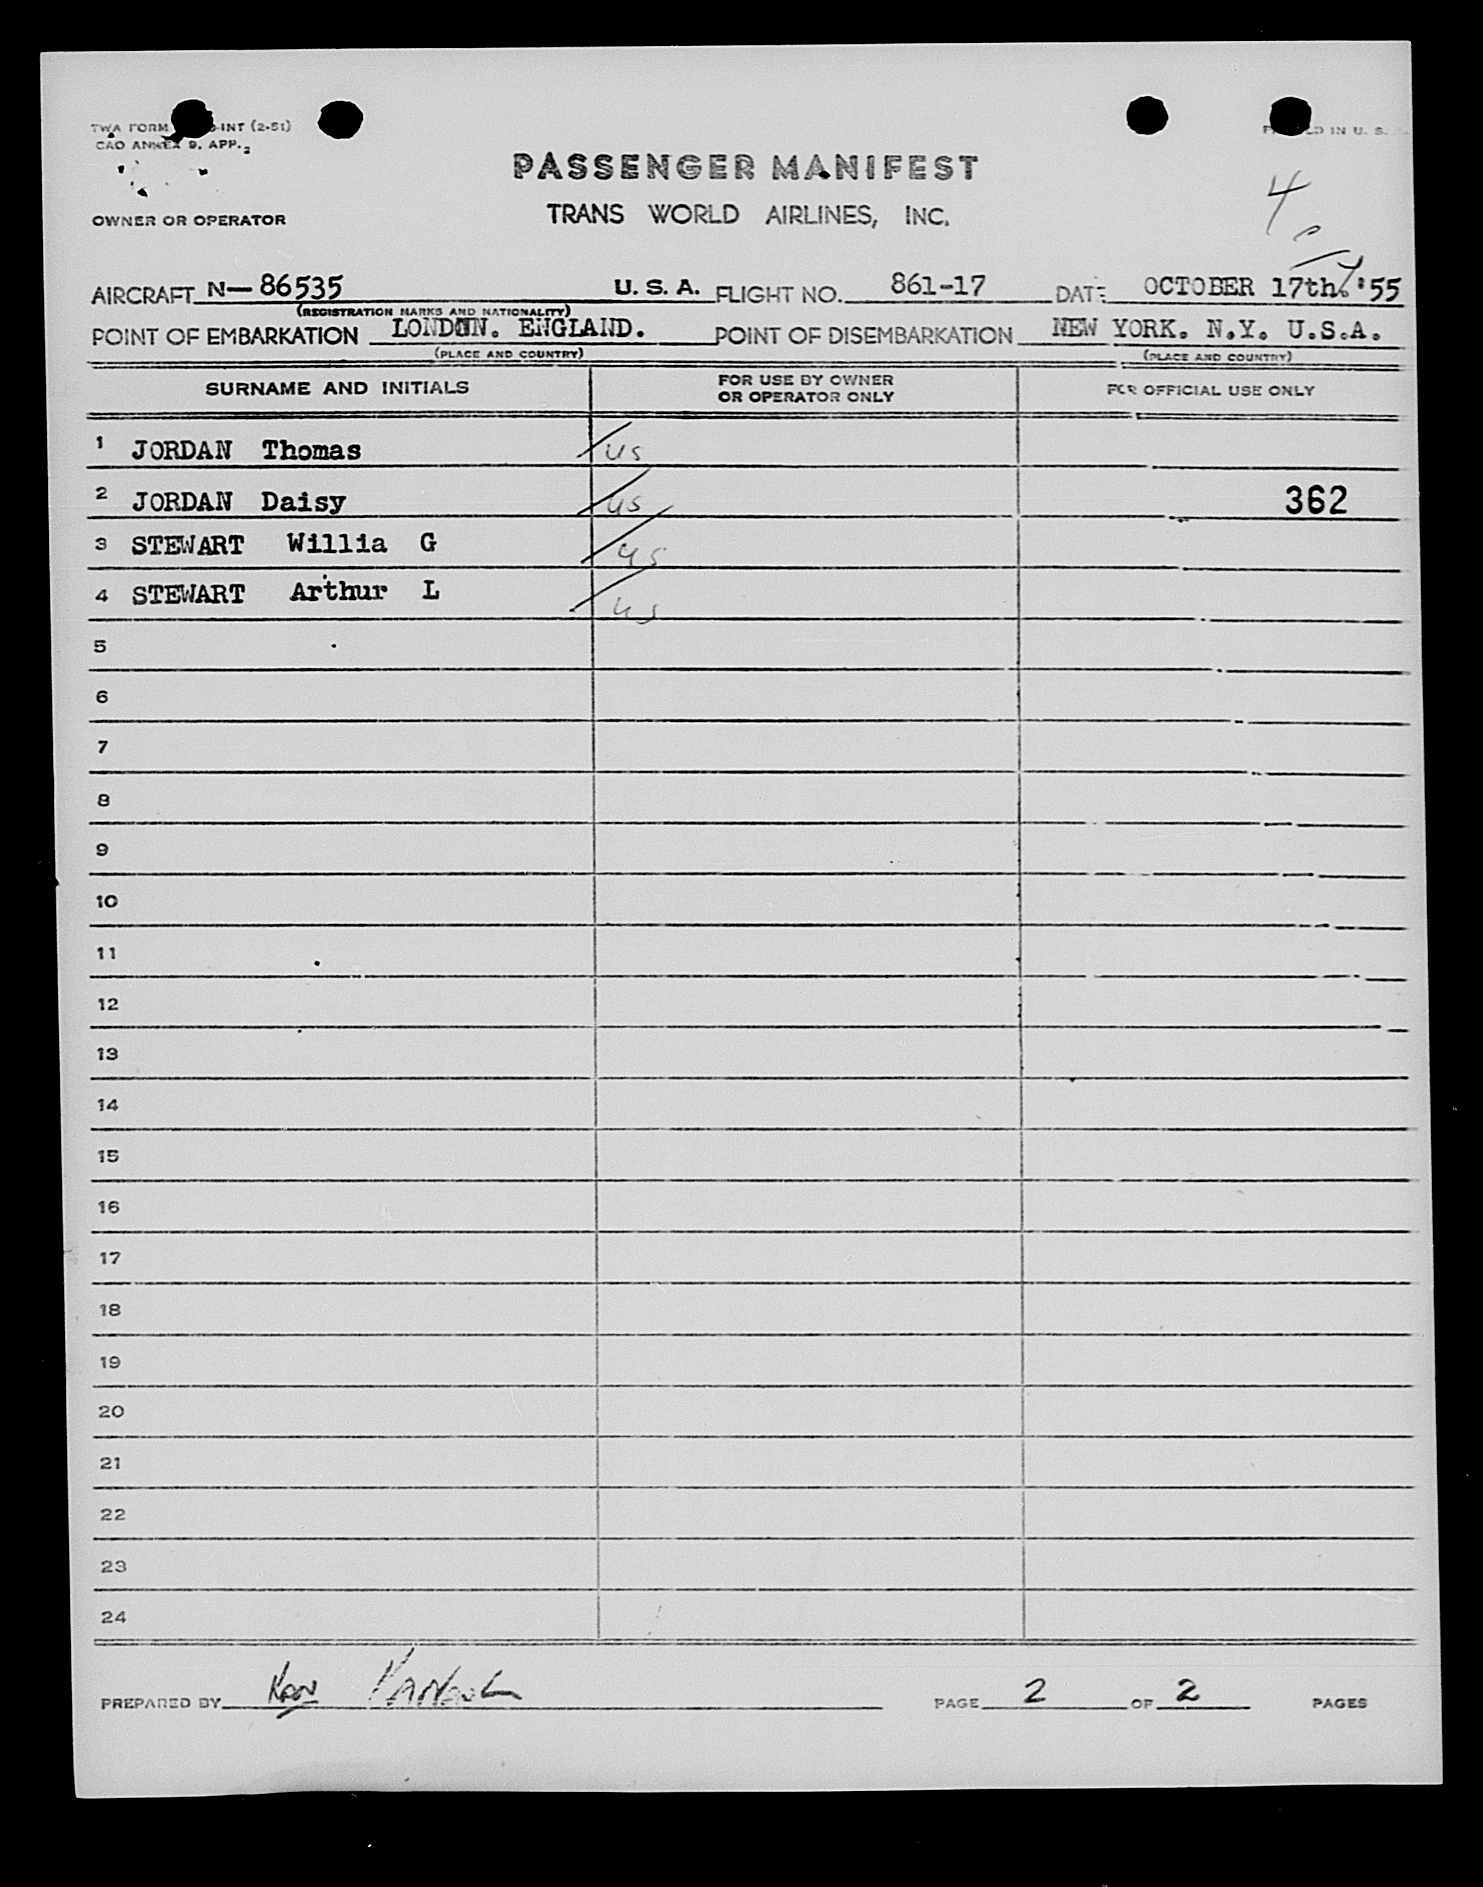 TWA FORM -INT (2-51)
CAO ANNEX 9, APP. 2
PASSENGER MANIFEST
4
OWNER OR OPERATOR
TRANS WORLD AIRLINES, INC.
AIRCRAFT N-86535 U. S. A. FLIGHT NO. 861-17 DATE OCTOBER 17th. '55
(REGISTRATION MARKS AND NATIONALITY)
POINT OF EMBARKATION LONDON. ENGLAND. POINT OF DISEMBARKATION NEW YORK. N.Y. U.S.A.
(PLACE AND COUNTRY) (PLACE AND COUNTRY)
SURNAME AND INITIALS FOR USE BY OWNER OR OPERATOR ONLY FOR OFFICIAL USE ONLY
1 JORDAN Thomas US
2 JORDAN Daisy US 362
3 STEWART Willia G US
4 STEWART Arthur L US
5
6
7
8
9
10
11
12
13
14
15
16
17
18
19
20
21
22
23
24
PREPARED BY PAGE 2 OF 2 PAGES